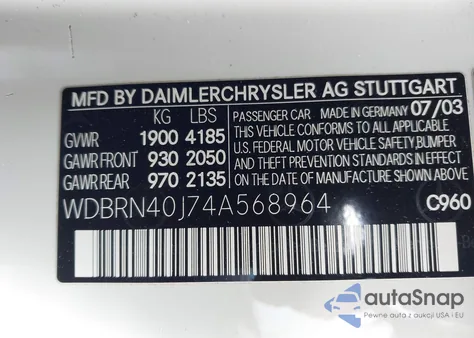 MFD BY DAIMLERCHRYSLER AG STUTTGART
KG LBS
GVWR 1900 4185
GAWR FRONT 930 2050
GAWR REAR 970 2135
PASSENGER CAR MADE IN GERMANY 07/03
THIS VEHICLE CONFORMS TO ALL APPLICABLE
U.S. FEDERAL MOTOR VEHICLE SAFETY,BUMPER
AND THEFT PREVENTION STANDARDS IN EFFECT
ON THE DATE OF MANUFACTURE SHOWN ABOVE.
WDBRN40J74A568964
C960
autoSnap
Pewne auto z aukcji USA i EU